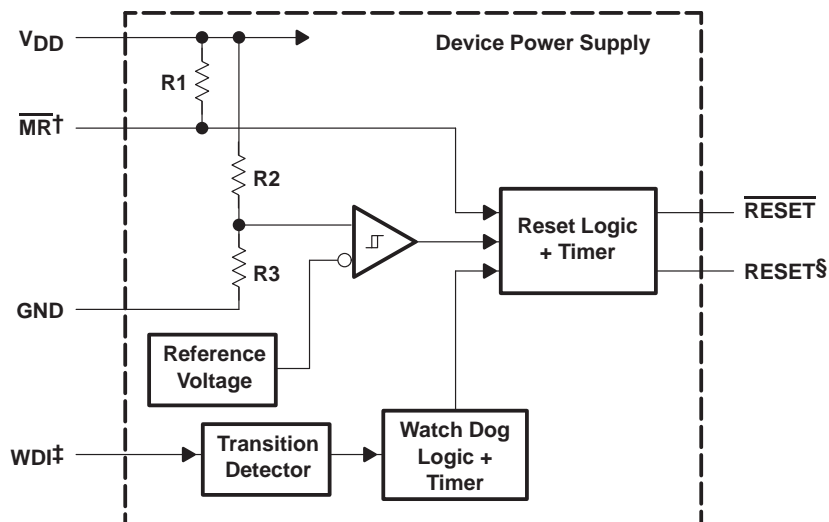 VDD
Device Power Supply
R1
MR†
R2
R3
Reset Logic
+ Timer
RESET
RESET§
GND
Reference
Voltage
WDI‡
Transition
Detector
Watch Dog
Logic +
Timer